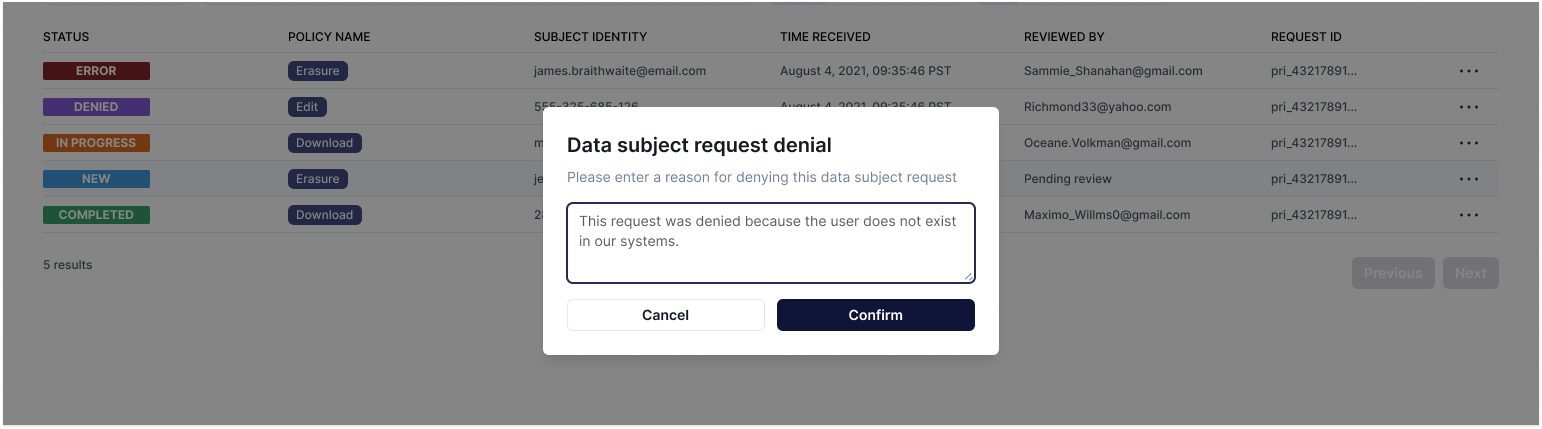 STATUS POLICY NAME SUBJECT IDENTITY TIME RECEIVED REVIEWED BY REQUEST ID
ERROR Erasure james.braithwaite@email.com August 4, 2021, 09:35:46 PST Sammie_Shanahan@gmail.com pri_43217891...
DENIED Edit 555-325-685-126 August 4, 2021, 09:35:46 PST Richmond33@yahoo.com pri_43217891...
IN PROGRESS Download Oceane.Volkman@gmail.com pri_43217891...
NEW Erasure Pending review pri_43217891...
COMPLETED Download Maximo_Willms0@gmail.com pri_43217891...
5 results
Previous Next
Data subject request denial
Please enter a reason for denying this data subject request
This request was denied because the user does not exist
in our systems.
Cancel Confirm